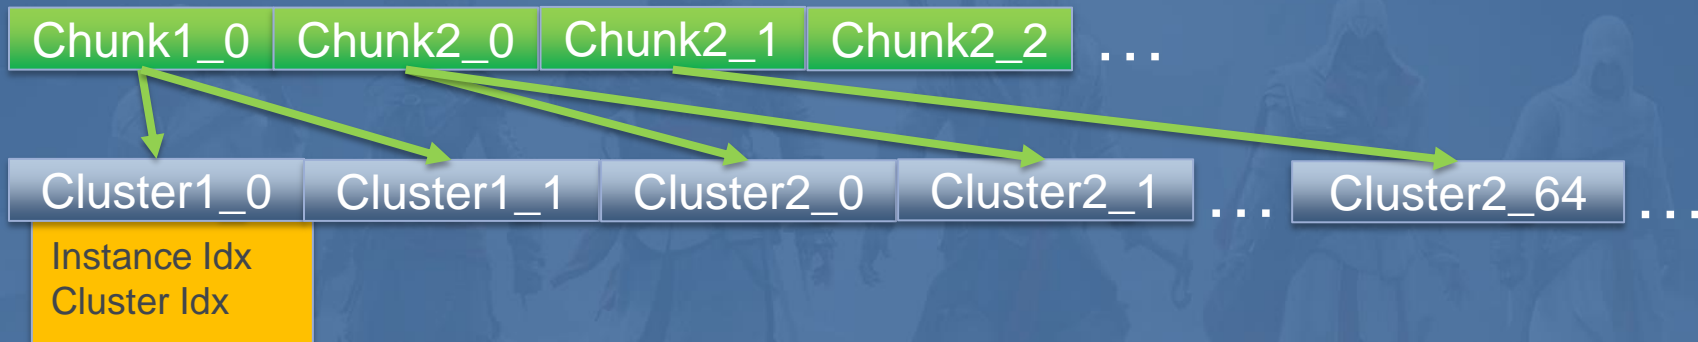 Chunk1_0 Chunk2_0 Chunk2_1 Chunk2_2 ...
Cluster1_0 Cluster1_1 Cluster2_0 Cluster2_1 ... Cluster2_64 ...
Instance Idx
Cluster Idx